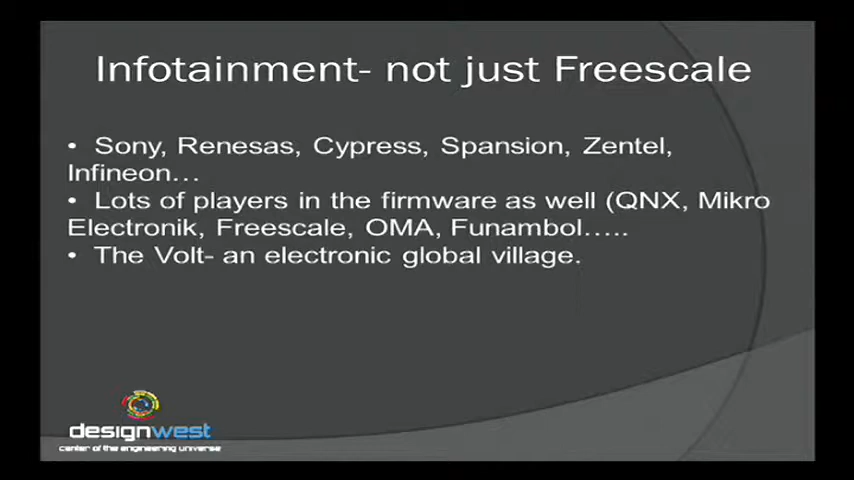 Infotainment- not just Freescale
• Sony, Renesas, Cypress, Spansion, Zentel,
Infineon...
• Lots of players in the firmware as well (QNX, Mikro
Electronik, Freescale, OMA, Funambol.....
• The Volt- an electronic global village.
designwest
center of the engineering universe